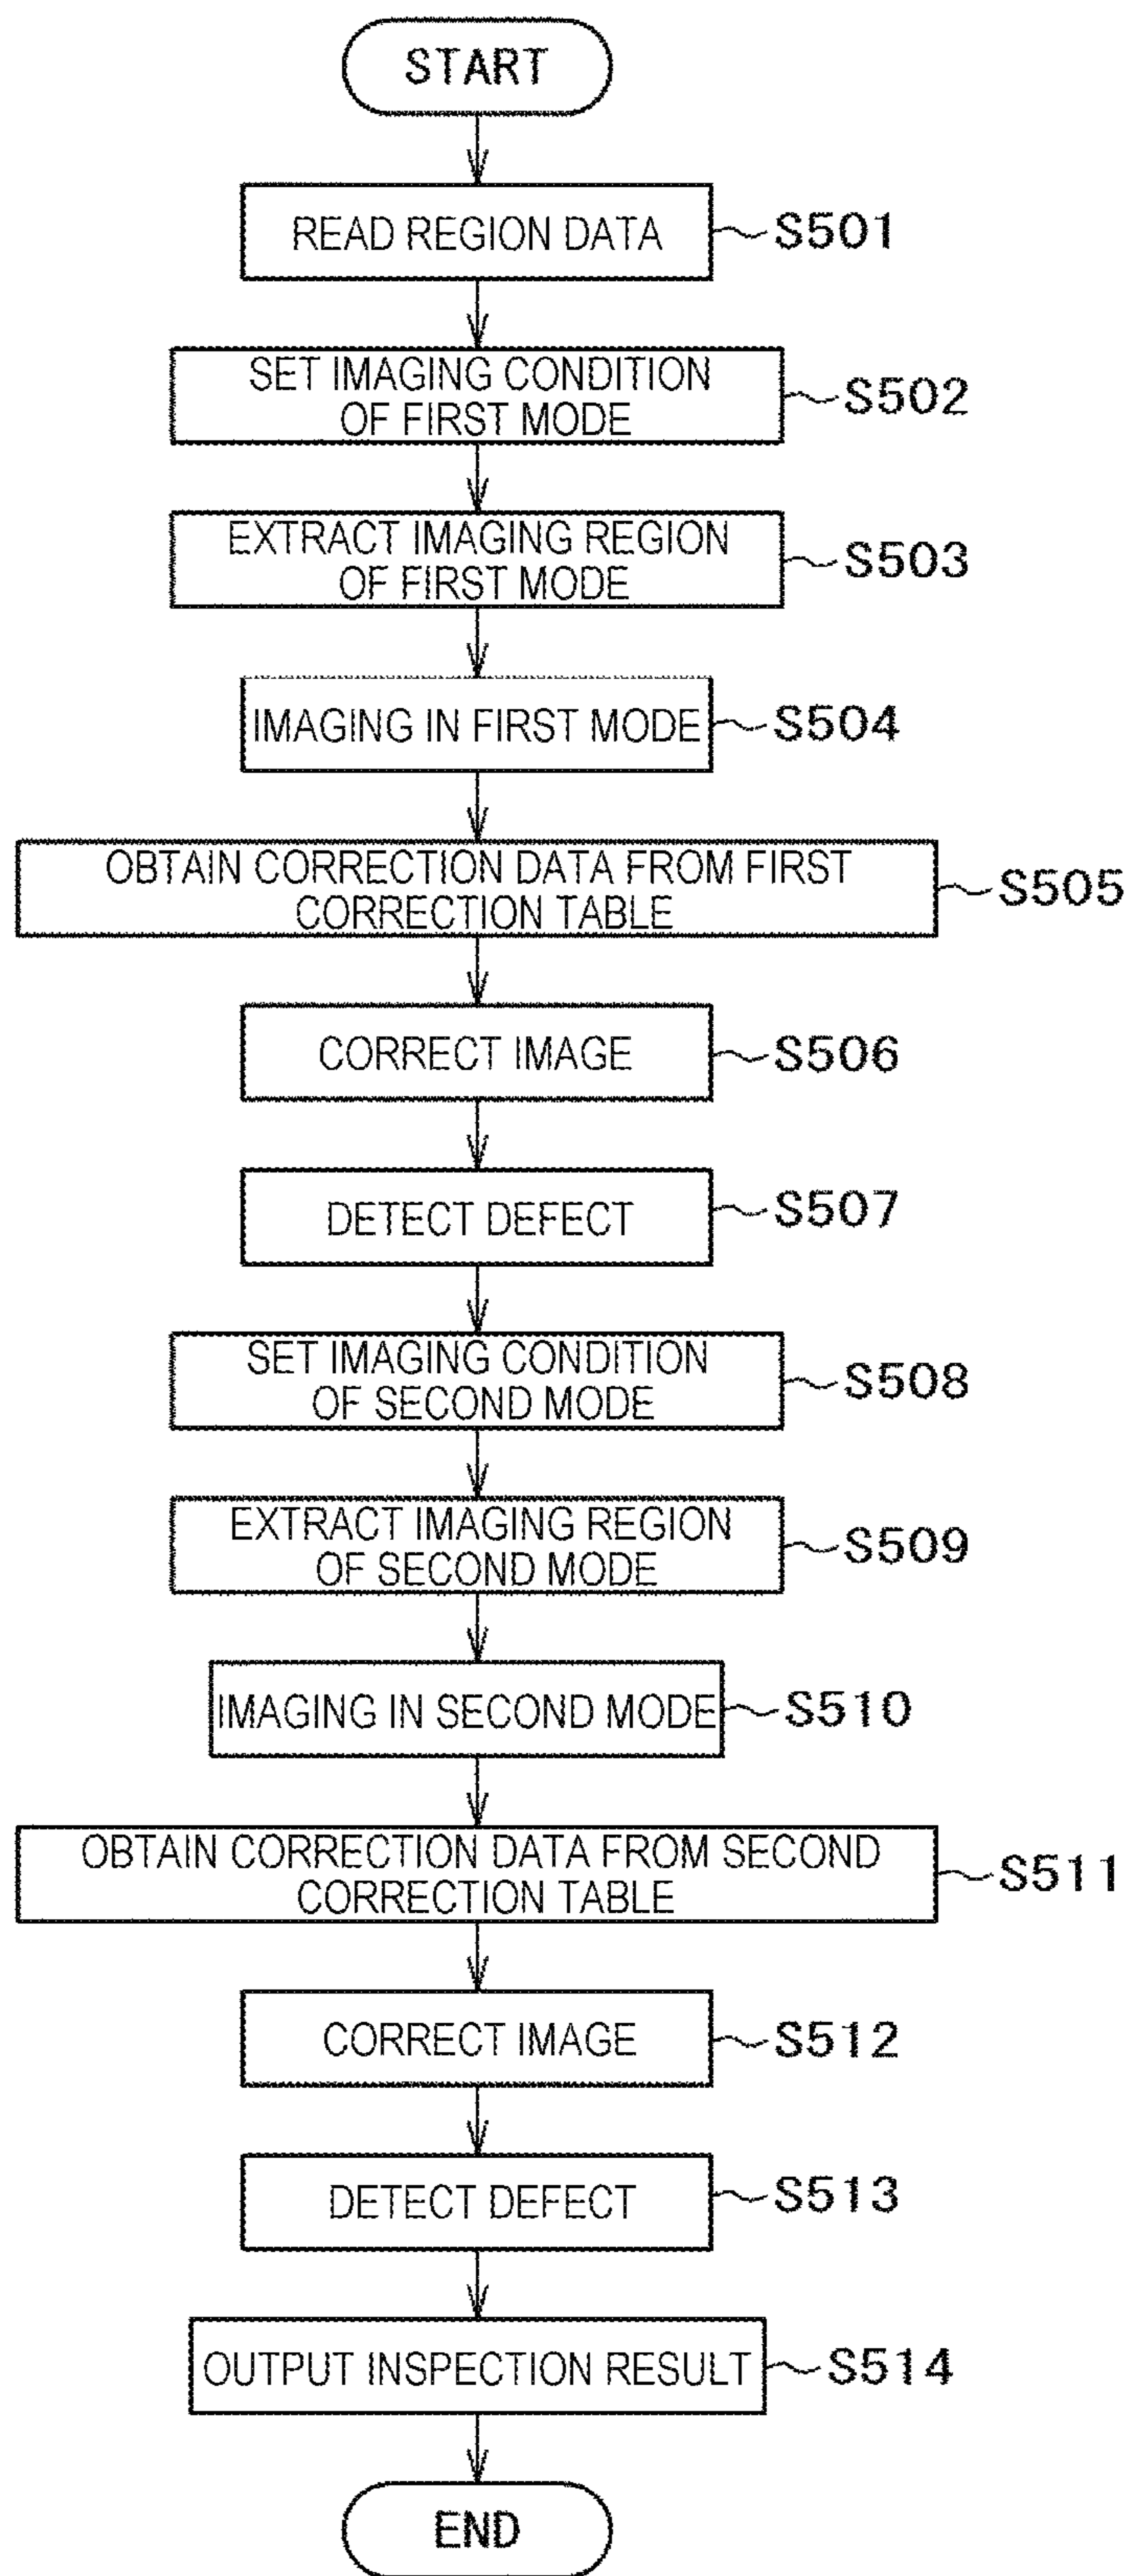 START
READ REGION DATA
S501
SET IMAGING CONDITION
OF FIRST MODE
S502
EXTRACT IMAGING REGION
OF FIRST MODE
S503
IMAGING IN FIRST MODE
S504
OBTAIN CORRECTION DATA FROM FIRST
CORRECTION TABLE
S505
CORRECT IMAGE
S506
DETECT DEFECT
S507
SET IMAGING CONDITION
OF SECOND MODE
S508
EXTRACT IMAGING REGION
OF SECOND MODE
S509
IMAGING IN SECOND MODE
S510
OBTAIN CORRECTION DATA FROM SECOND
CORRECTION TABLE
S511
CORRECT IMAGE
S512
DETECT DEFECT
S513
OUTPUT INSPECTION RESULT
S514
END